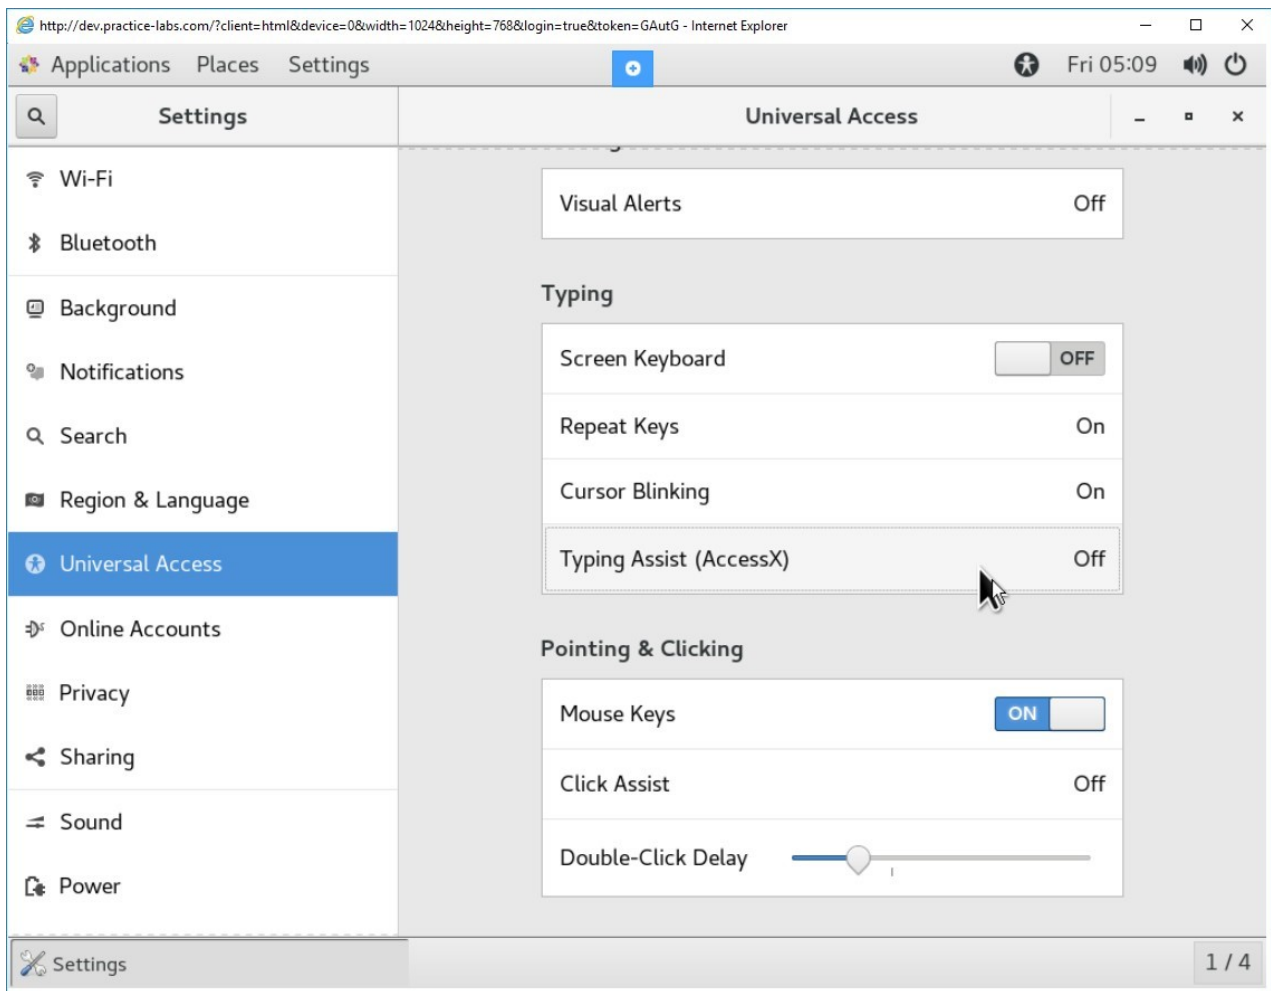 http://dev.practice-labs.com/?client=html&device=0&width=1024&height=768&login=true&token=GAutG - Internet Explorer
Applications Places Settings Fri 05:09
Settings Universal Access
Wi-Fi
Bluetooth
Background
Notifications
Search
Region & Language
Universal Access
Online Accounts
Privacy
Sharing
Sound
Power
Visual Alerts Off
Typing
Screen Keyboard OFF
Repeat Keys On
Cursor Blinking On
Typing Assist (AccessX) Off
Pointing & Clicking
Mouse Keys ON
Click Assist Off
Double-Click Delay
Settings 1 / 4